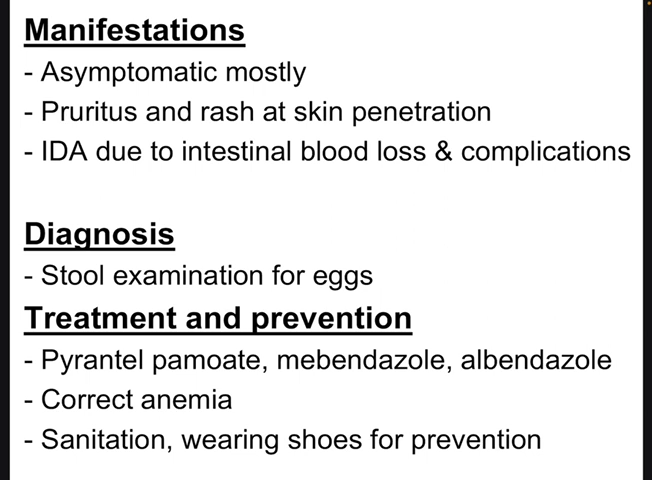 Manifestations
- Asymptomatic mostly
- Pruritus and rash at skin penetration
- IDA due to intestinal blood loss & complications
Diagnosis
- Stool examination for eggs
Treatment and prevention
- Pyrantel pamoate, mebendazole, albendazole
- Correct anemia
- Sanitation, wearing shoes for prevention